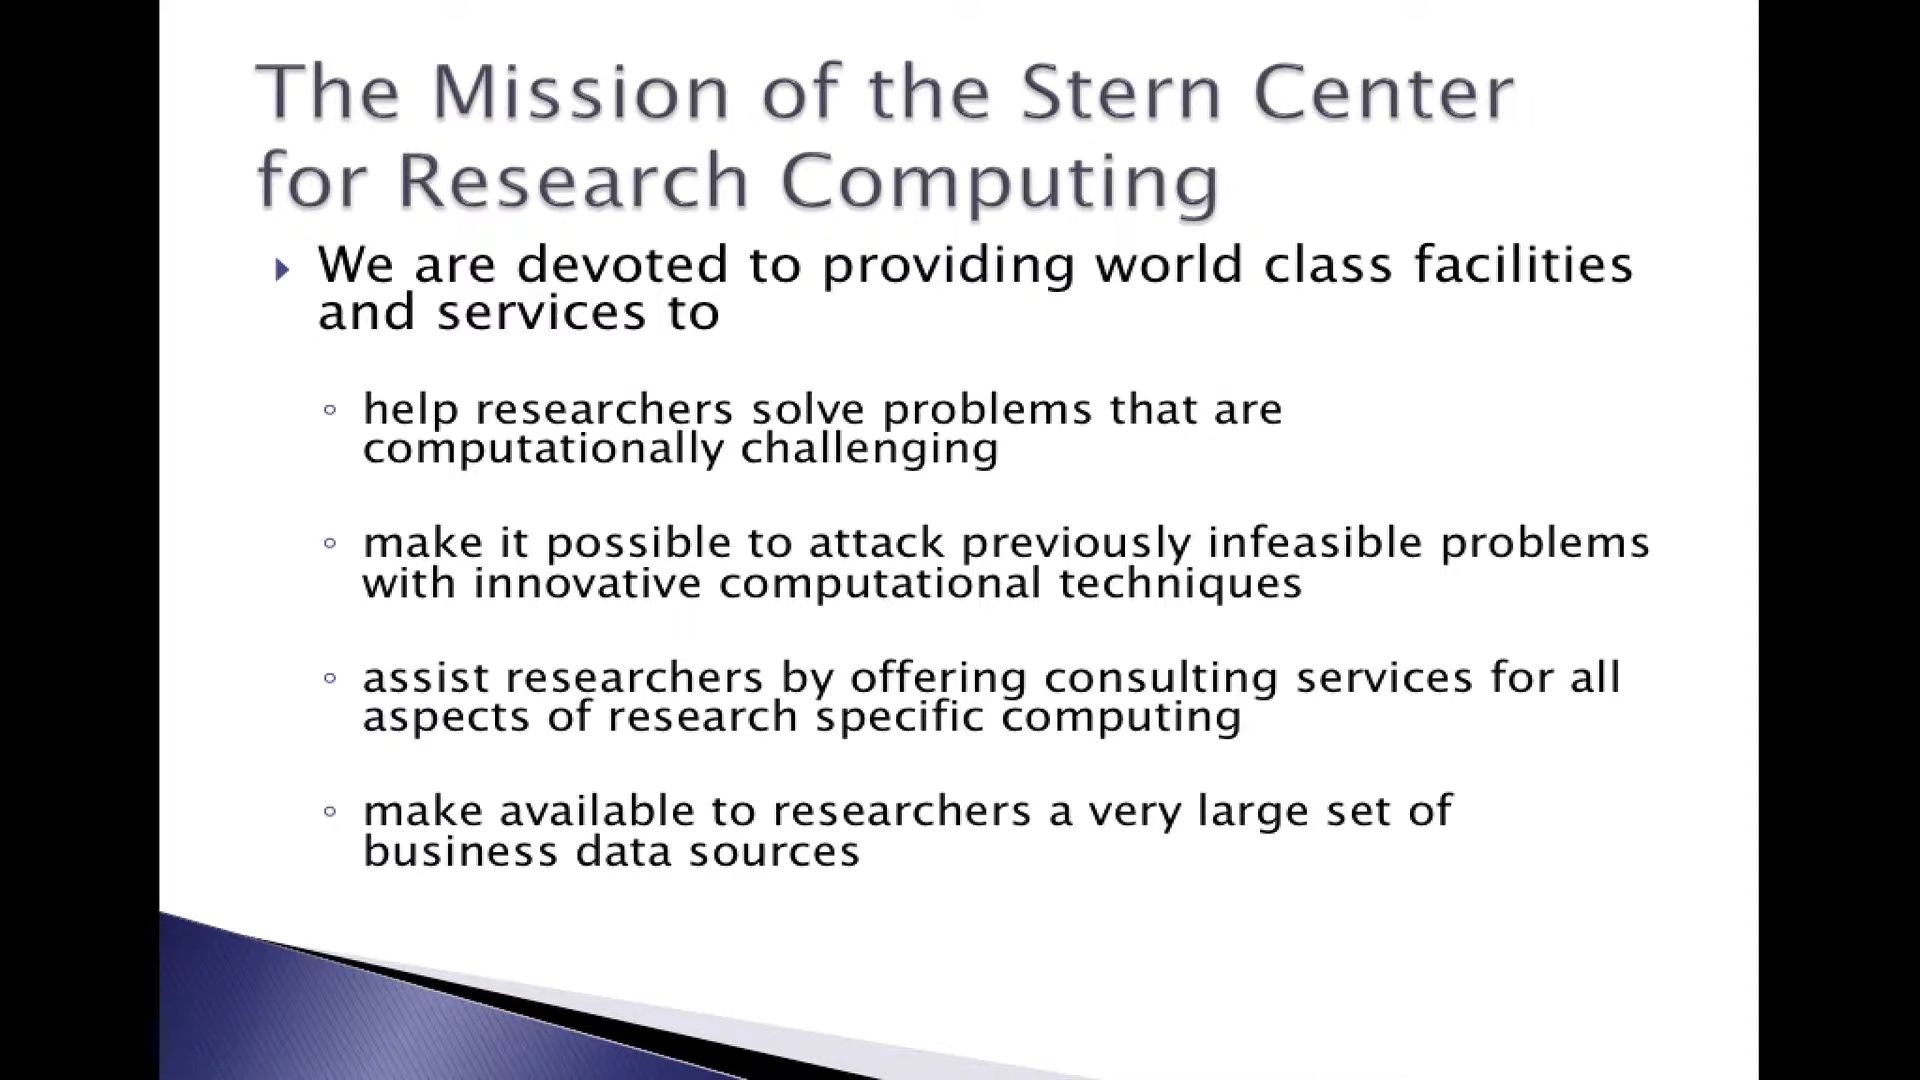 The Mission of the Stern Center
for Research Computing
We are devoted to providing world class facilities
and services to
help researchers solve problems that are
computationally challenging
make it possible to attack previously infeasible problems
with innovative computational techniques
assist researchers by offering consulting services for all
aspects of research specific computing
make available to researchers a very large set of
business data sources